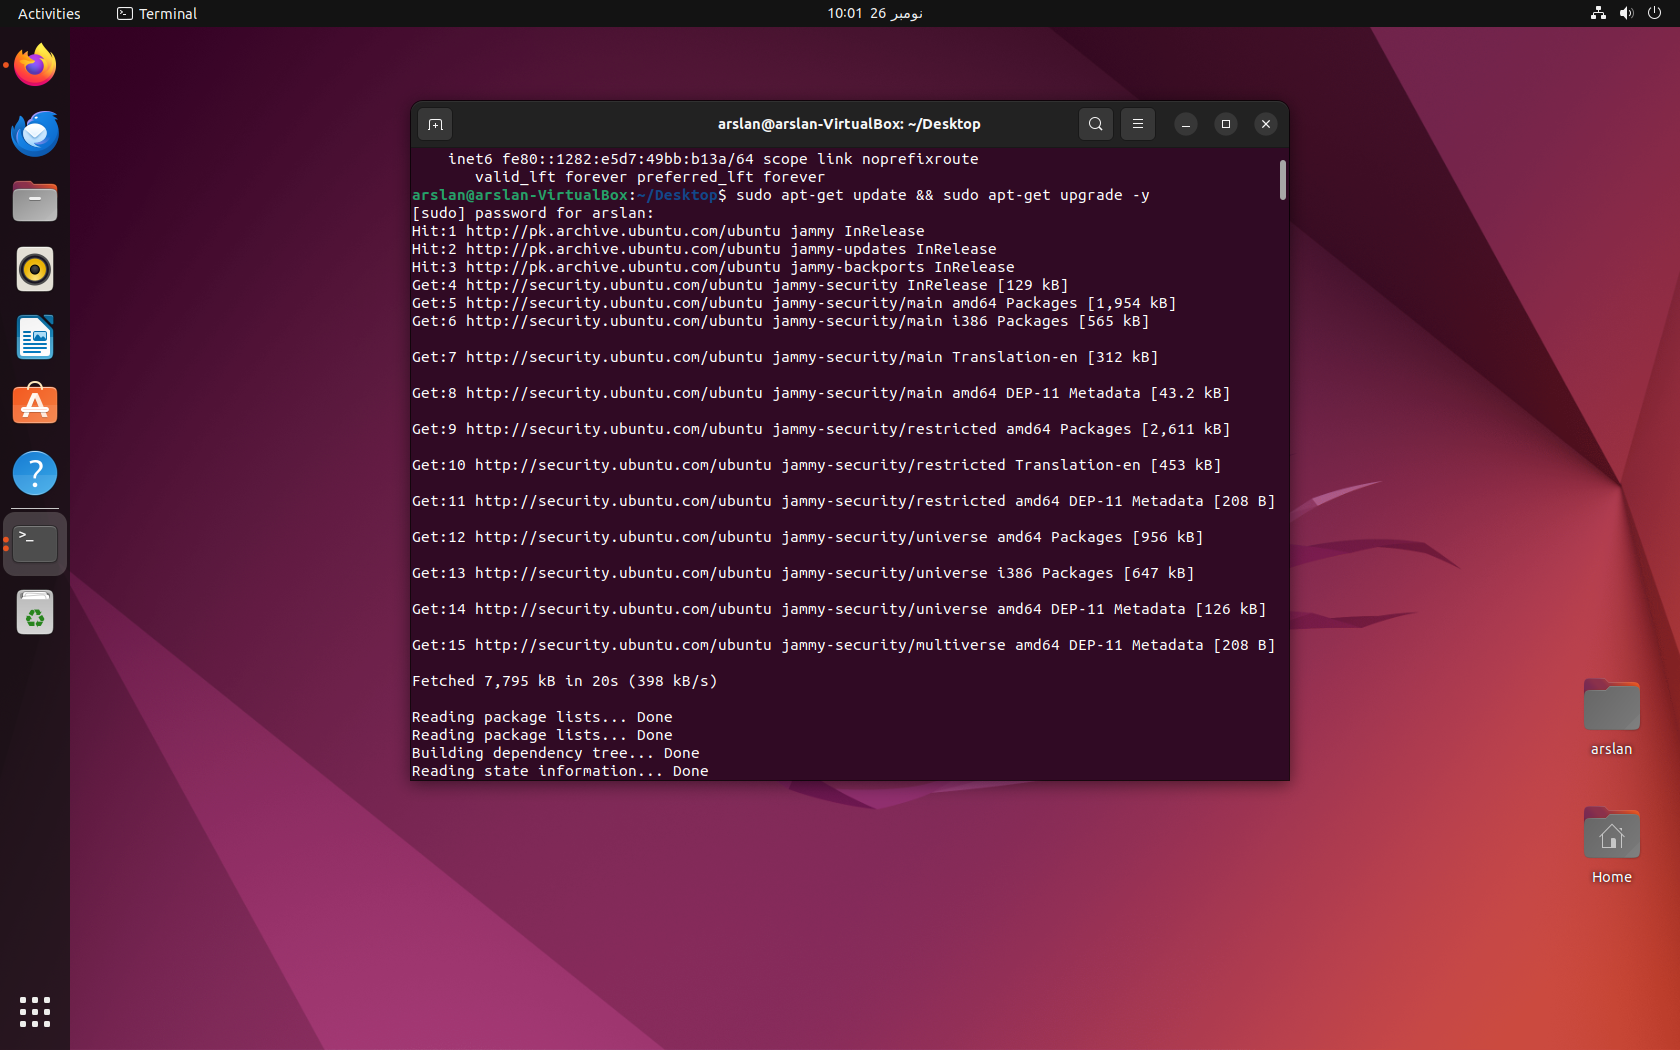 Activities
Terminal
10:01 26 نومبر
arslan@arslan-VirtualBox: ~/Desktop
inet6 fe80::1282:e5d7:49bb:b13a/64 scope link noprefixroute
valid_lft forever preferred_lft forever
arslan@arslan-VirtualBox:~/Desktop$ sudo apt-get update && sudo apt-get upgrade -y
[sudo] password for arslan:
Hit:1 http://pk.archive.ubuntu.com/ubuntu jammy InRelease
Hit:2 http://pk.archive.ubuntu.com/ubuntu jammy-updates InRelease
Hit:3 http://pk.archive.ubuntu.com/ubuntu jammy-backports InRelease
Get:4 http://security.ubuntu.com/ubuntu jammy-security InRelease [129 kB]
Get:5 http://security.ubuntu.com/ubuntu jammy-security/main amd64 Packages [1,954 kB]
Get:6 http://security.ubuntu.com/ubuntu jammy-security/main i386 Packages [565 kB]
Get:7 http://security.ubuntu.com/ubuntu jammy-security/main Translation-en [312 kB]
Get:8 http://security.ubuntu.com/ubuntu jammy-security/main amd64 DEP-11 Metadata [43.2 kB]
Get:9 http://security.ubuntu.com/ubuntu jammy-security/restricted amd64 Packages [2,611 kB]
Get:10 http://security.ubuntu.com/ubuntu jammy-security/restricted Translation-en [453 kB]
Get:11 http://security.ubuntu.com/ubuntu jammy-security/restricted amd64 DEP-11 Metadata [208 B]
Get:12 http://security.ubuntu.com/ubuntu jammy-security/universe amd64 Packages [956 kB]
Get:13 http://security.ubuntu.com/ubuntu jammy-security/universe i386 Packages [647 kB]
Get:14 http://security.ubuntu.com/ubuntu jammy-security/universe amd64 DEP-11 Metadata [126 kB]
Get:15 http://security.ubuntu.com/ubuntu jammy-security/multiverse amd64 DEP-11 Metadata [208 B]
Fetched 7,795 kB in 20s (398 kB/s)
Reading package lists... Done
Reading package lists... Done
Building dependency tree... Done
Reading state information... Done
arslan
Home